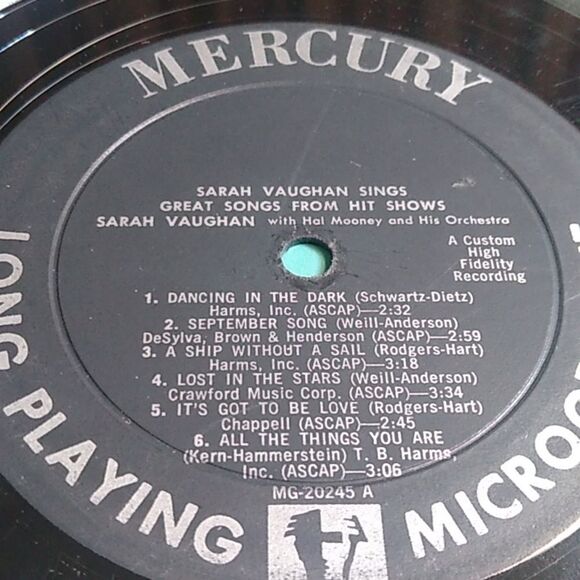 MERCURY
SARAH VAUGHAN SINGS
GREAT SONGS FROM HIT SHOWS
SARAH VAUGHAN with Hal Mooney and His Orchestra
A Custom
High
Fidelity
Recording
1. DANCING IN THE DARK (Schwartz-Dietz)
Harms, Inc. (ASCAP)—2:32
2. SEPTEMBER SONG (Weill-Anderson)
DeSylva, Brown & Henderson (ASCAP)—2:59
3. A SHIP WITHOUT A SAIL (Rodgers-Hart)
Harms, Inc. (ASCAP)—3:18
4. LOST IN THE STARS (Weill-Anderson)
Crawford Music Corp. (ASCAP)—3:34
5. IT'S GOT TO BE LOVE (Rodgers-Hart)
Chappell (ASCAP)—2:45
6. ALL THE THINGS YOU ARE
(Kern-Hammerstein) T. B. Harms,
Inc. (ASCAP)—3:06
MG-20245 A
LONG PLAYING